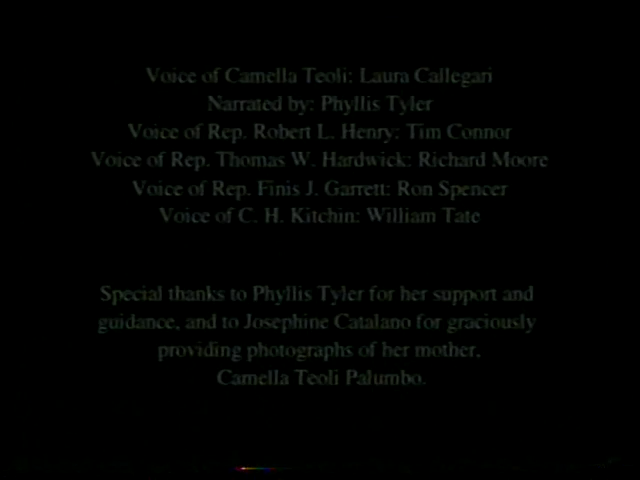 Voice of Camella Teoli: Laura Callegari
Narrated by: Phyllis Tyler
Voice of Rep. Robert L. Henry: Tim Connor
Voice of Rep. Thomas W. Hardwick: Richard Moore
Voice of Rep. Finis J. Garrett: Ron Spencer
Voice of C. H. Kitchin: William Tate
Special thanks to Phyllis Tyler for her support and
guidance, and to Josephine Catalano for graciously
providing photographs of her mother,
Camella Teoli Palumbo.